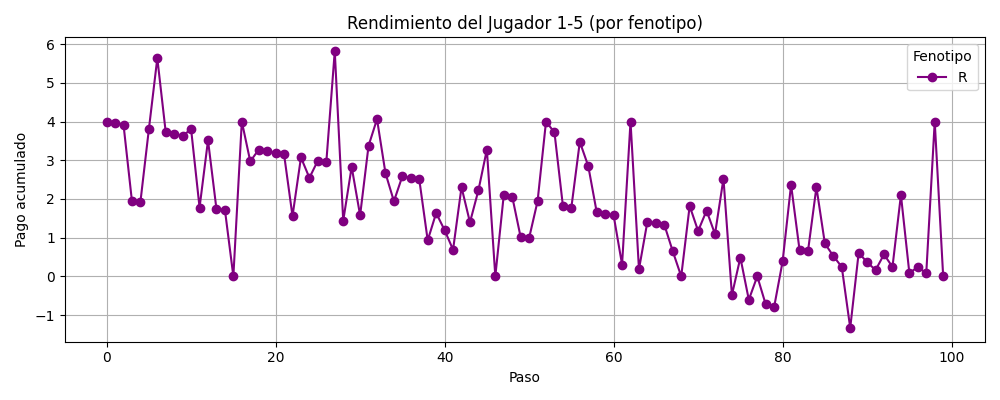 Rendimiento del Jugador 1-5 (por fenotipo)
Pago acumulado
6
5
4
3
2
1
0
−1
Fenotipo
R
0 20 40 60 80 100
Paso